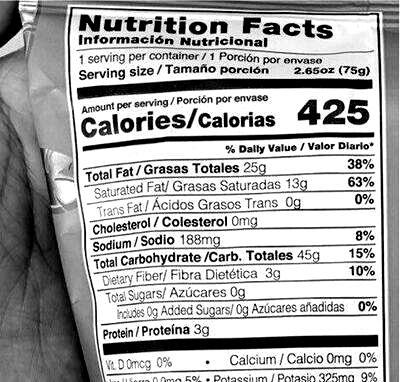 Nutrition Facts
Información Nutricional
1 serving per container / 1 Porción por envase
Serving size / Tamaño porción 2.65oz (75g)
Amount per serving / Porción por envase
Calories/Calorias 425
% Daily Value / Valor Diario*
Total Fat / Grasas Totales 25g 38%
Saturated Fat/ Grasas Saturadas 13g 63%
Trans Fat / Ácidos Grasos Trans 0g 0%
Cholesterol / Colesterol 0mg
Sodium / Sodio 188mg 8%
Total Carbohydrate /Carb. Totales 45g 15%
Dietary Fiber/ Fibra Dietética 3g 10%
Total Sugars/ Azúcares 0g
Includes 0g Added Sugars/ 0g Azúcares añadidas 0%
Protein / Proteína 3g
Vit. D 0mcg 0% • Calcium / Calcio 0mg 0%
5% • Potassium / Potasio 325mg 9%